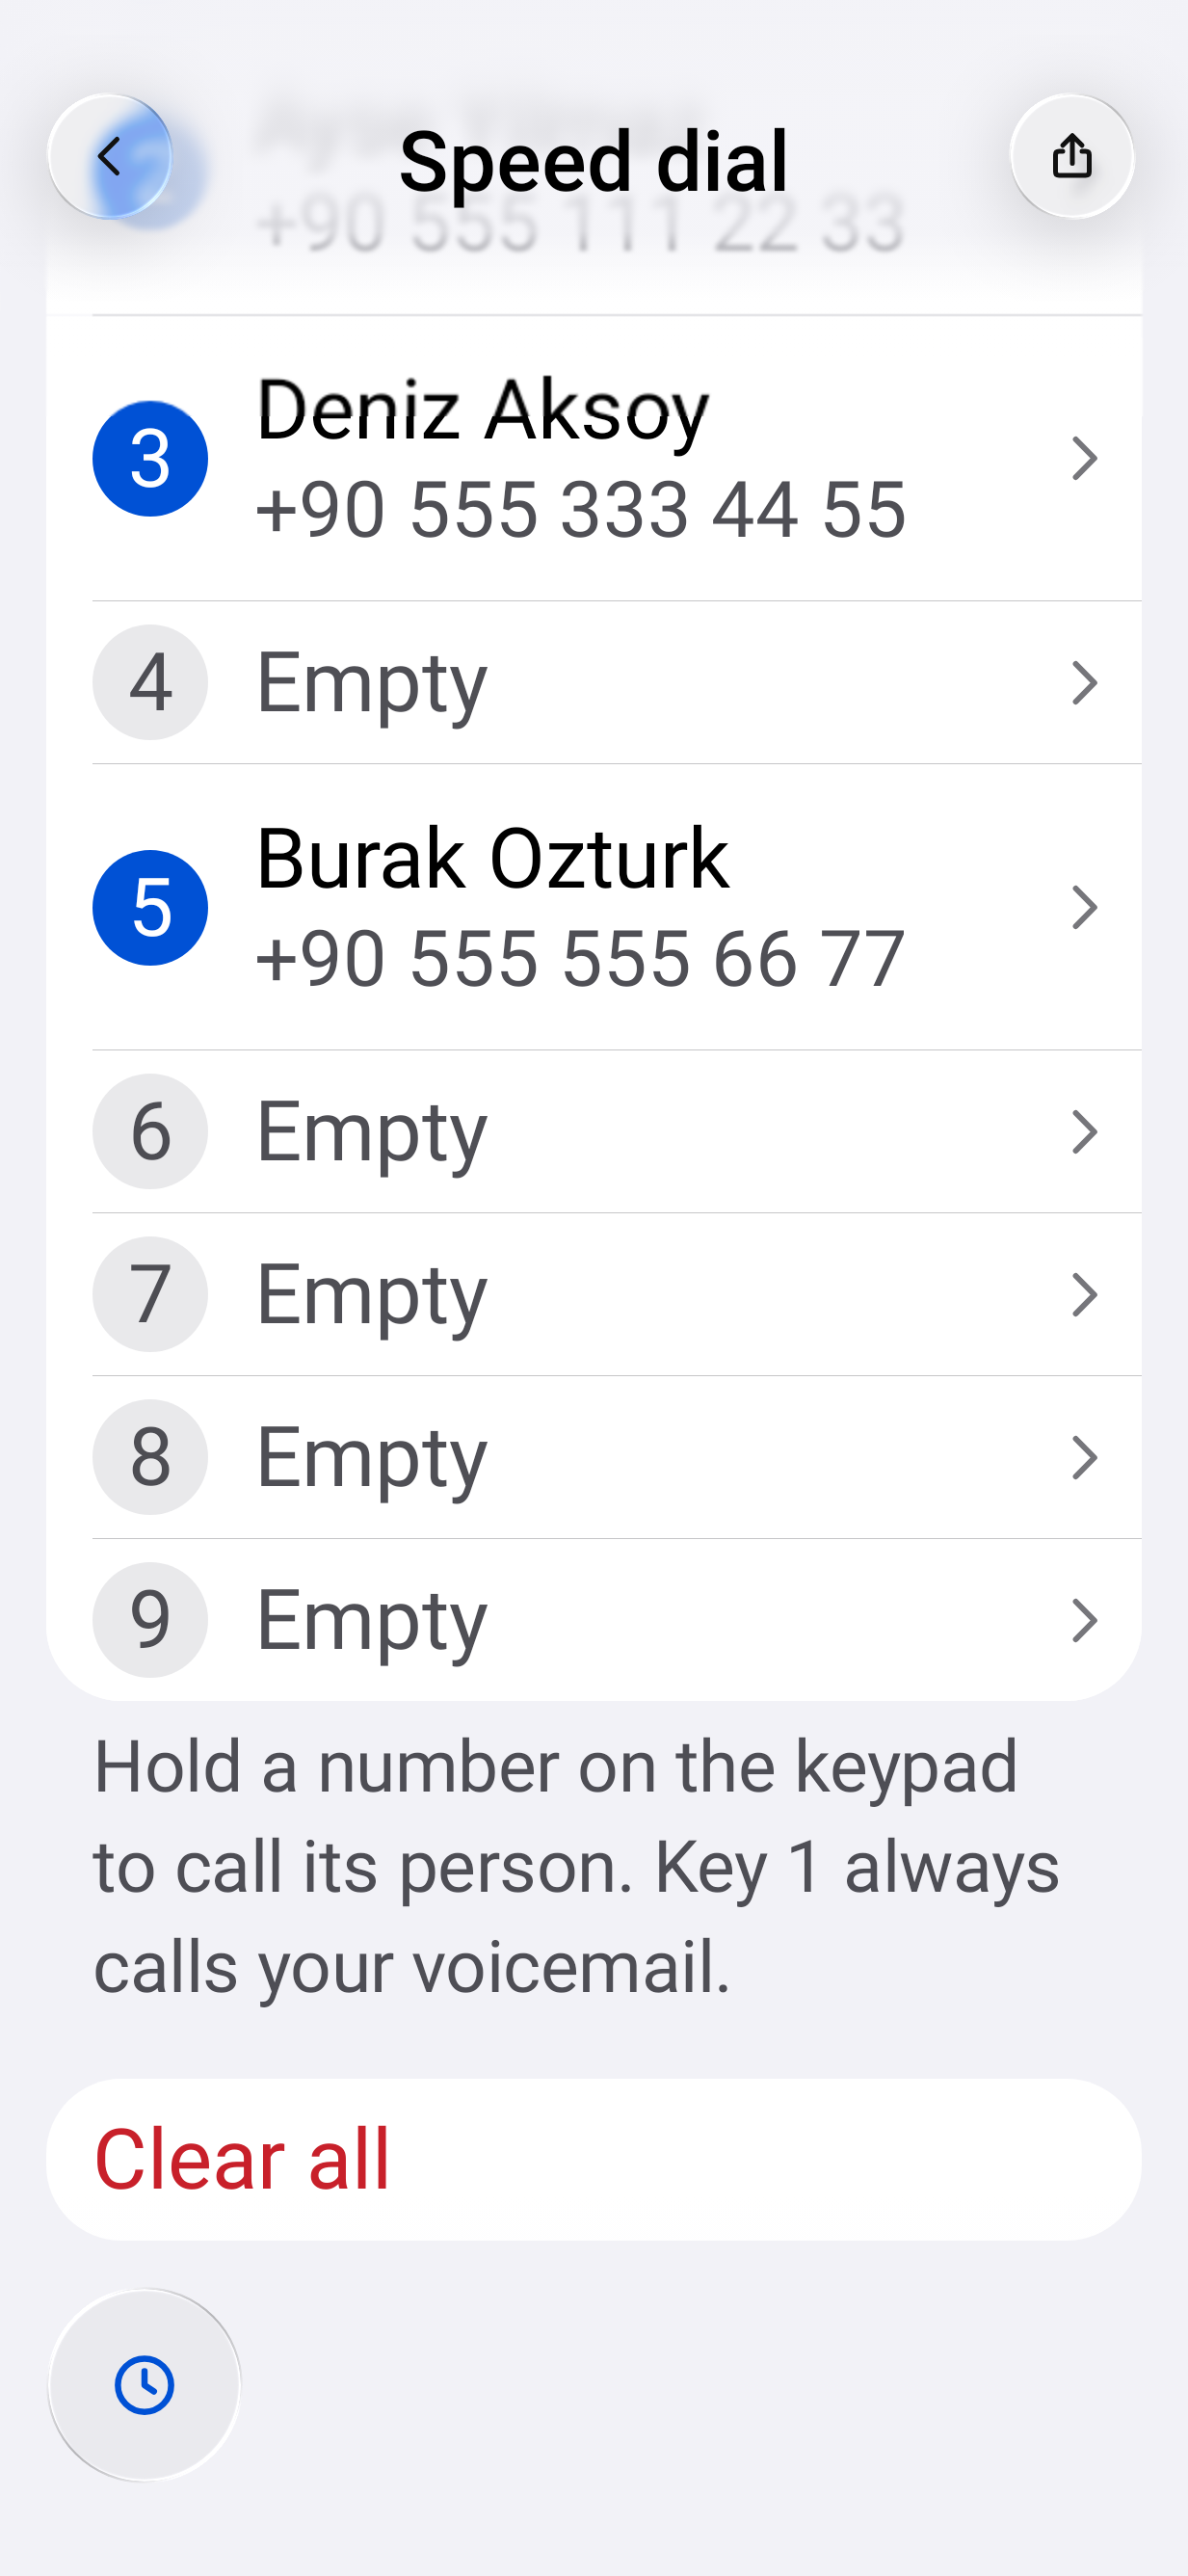 Speed dial
+90 555 111 22 33
3
Deniz Aksoy
+90 555 333 44 55
4
Empty
5
Burak Ozturk
+90 555 555 66 77
6
Empty
7
Empty
8
Empty
9
Empty
Hold a number on the keypad
to call its person. Key 1 always
calls your voicemail.
Clear all